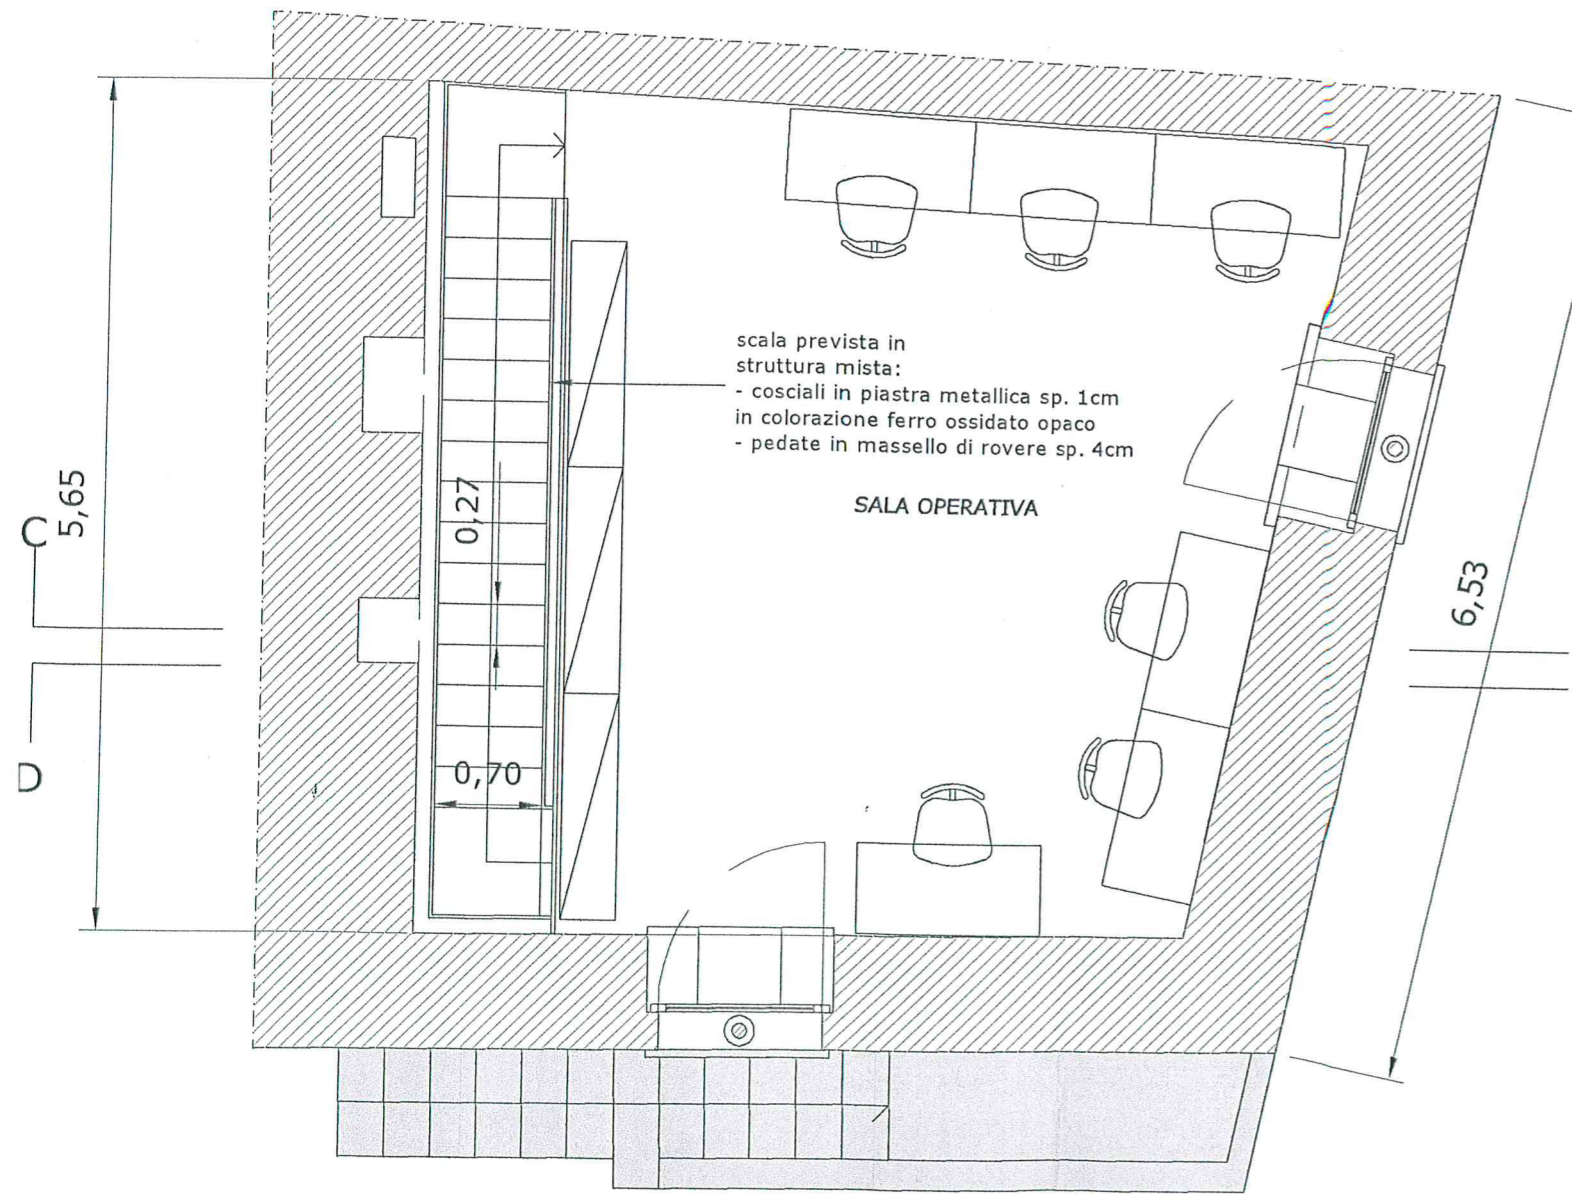 scala prevista in
struttura mista:
- cosciali in piastra metallica sp. 1cm
in colorazione ferro ossidato opaco
- pedate in massello di rovere sp. 4cm
SALA OPERATIVA
5,65
C
D
0,27
0,70
6,53